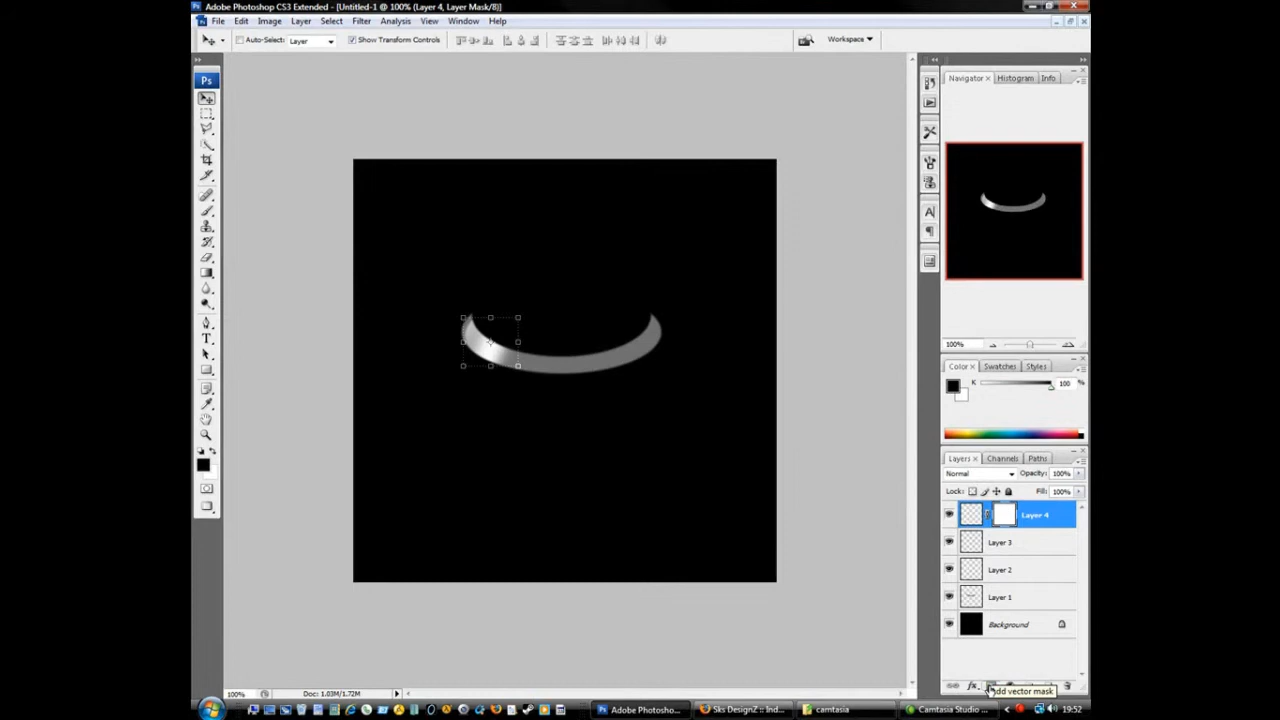 Adobe Photoshop CS3 Extended - [Untitled-1 @ 100% (Layer 4, Layer Mask/8)]
File Edit Image Layer Select Filter Analysis View Window Help
Auto-Select: Layer Show Transform Controls Workspace
Ps
Navigator × Histogram Info
100%
Color × Swatches Styles
K 100 %
Layers × Channels Paths
Normal Opacity: 100%
Lock: Fill: 100%
Layer 4
Layer 3
Layer 2
Layer 1
Background
fx
Add vector mask
100% Doc: 1.03M/1.72M
Adobe Photosho... Sks DesignZ :: Ind... camtasia Camtasia Studio ... 19:52